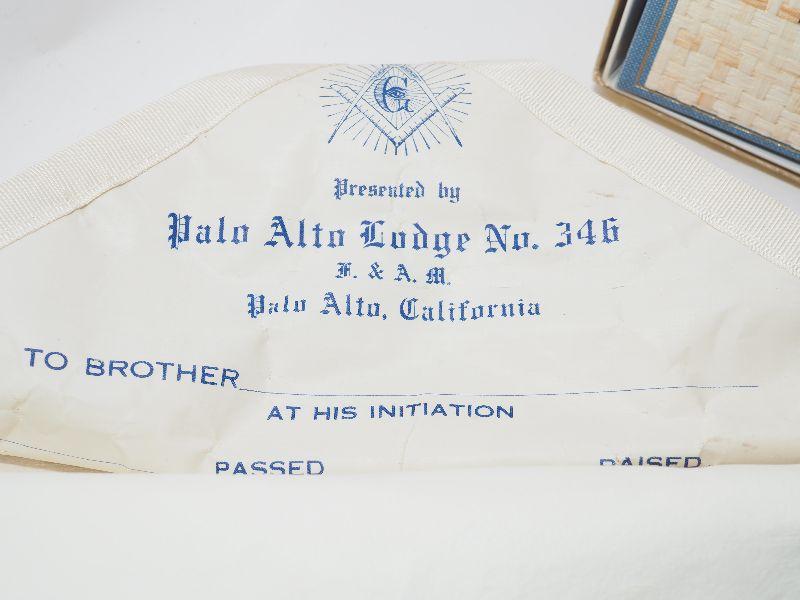 G
Presented by
Palo Alto Lodge No. 346
F. & A. M.
Palo Alto, California
TO BROTHER
AT HIS INITIATION
PASSED RAISED